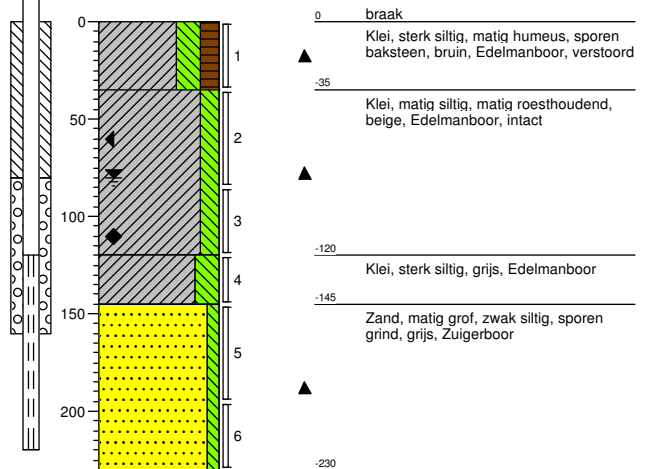 0
50
100
150
200
1
2
3
4
5
6
0 braak
Klei, sterk siltig, matig humeus, sporen
baksteen, bruin, Edelmanboor, verstoord
-35
Klei, matig siltig, matig roesthoudend,
beige, Edelmanboor, intact
-120
Klei, sterk siltig, grijs, Edelmanboor
-145
Zand, matig grof, zwak siltig, sporen
grind, grijs, Zuigerboor
-230